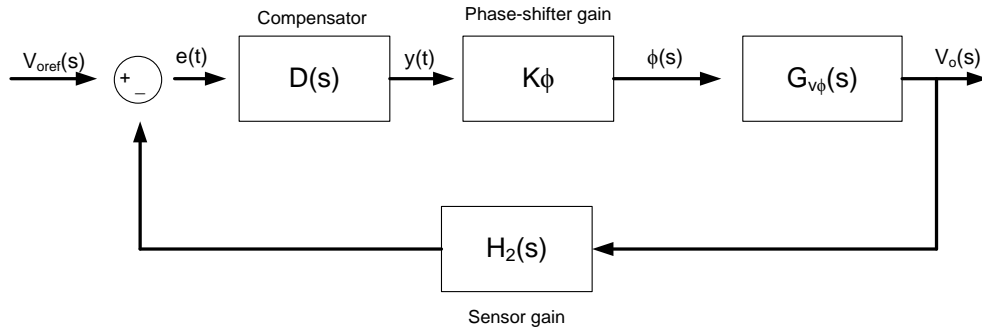 Compensator
Phase-shifter gain
Voref(s)
e(t)
y(t)
ϕ(s)
Vo(s)
+
_
D(s)
Kϕ
Gvϕ(s)
H2(s)
Sensor gain